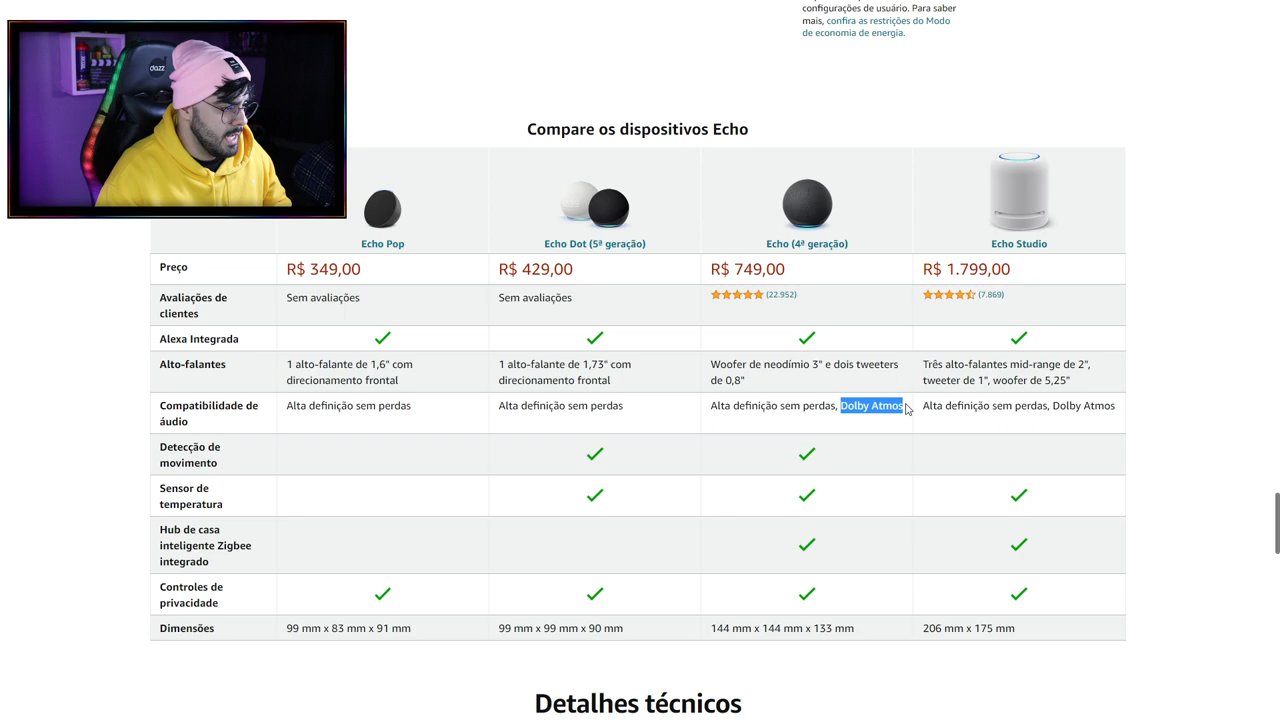 configurações de usuário. Para saber
mais, confira as restrições do Modo
de economia de energia.
dazz
Compare os dispositivos Echo
Echo Pop
Echo Dot (5ª geração)
Echo (4ª geração)
Echo Studio
Preço
R$ 349,00
R$ 429,00
R$ 749,00
R$ 1.799,00
Avaliações de
clientes
Sem avaliações
Sem avaliações
(22.952)
(7.869)
Alexa Integrada
Alto-falantes
1 alto-falante de 1,6" com
direcionamento frontal
1 alto-falante de 1,73" com
direcionamento frontal
Woofer de neodímio 3" e dois tweeters
de 0,8"
Três alto-falantes mid-range de 2",
tweeter de 1", woofer de 5,25"
Compatibilidade de
áudio
Alta definição sem perdas
Alta definição sem perdas
Alta definição sem perdas, Dolby Atmos
Alta definição sem perdas, Dolby Atmos
Detecção de
movimento
Sensor de
temperatura
Hub de casa
inteligente Zigbee
integrado
Controles de
privacidade
Dimensões
99 mm x 83 mm x 91 mm
99 mm x 99 mm x 90 mm
144 mm x 144 mm x 133 mm
206 mm x 175 mm
Detalhes técnicos